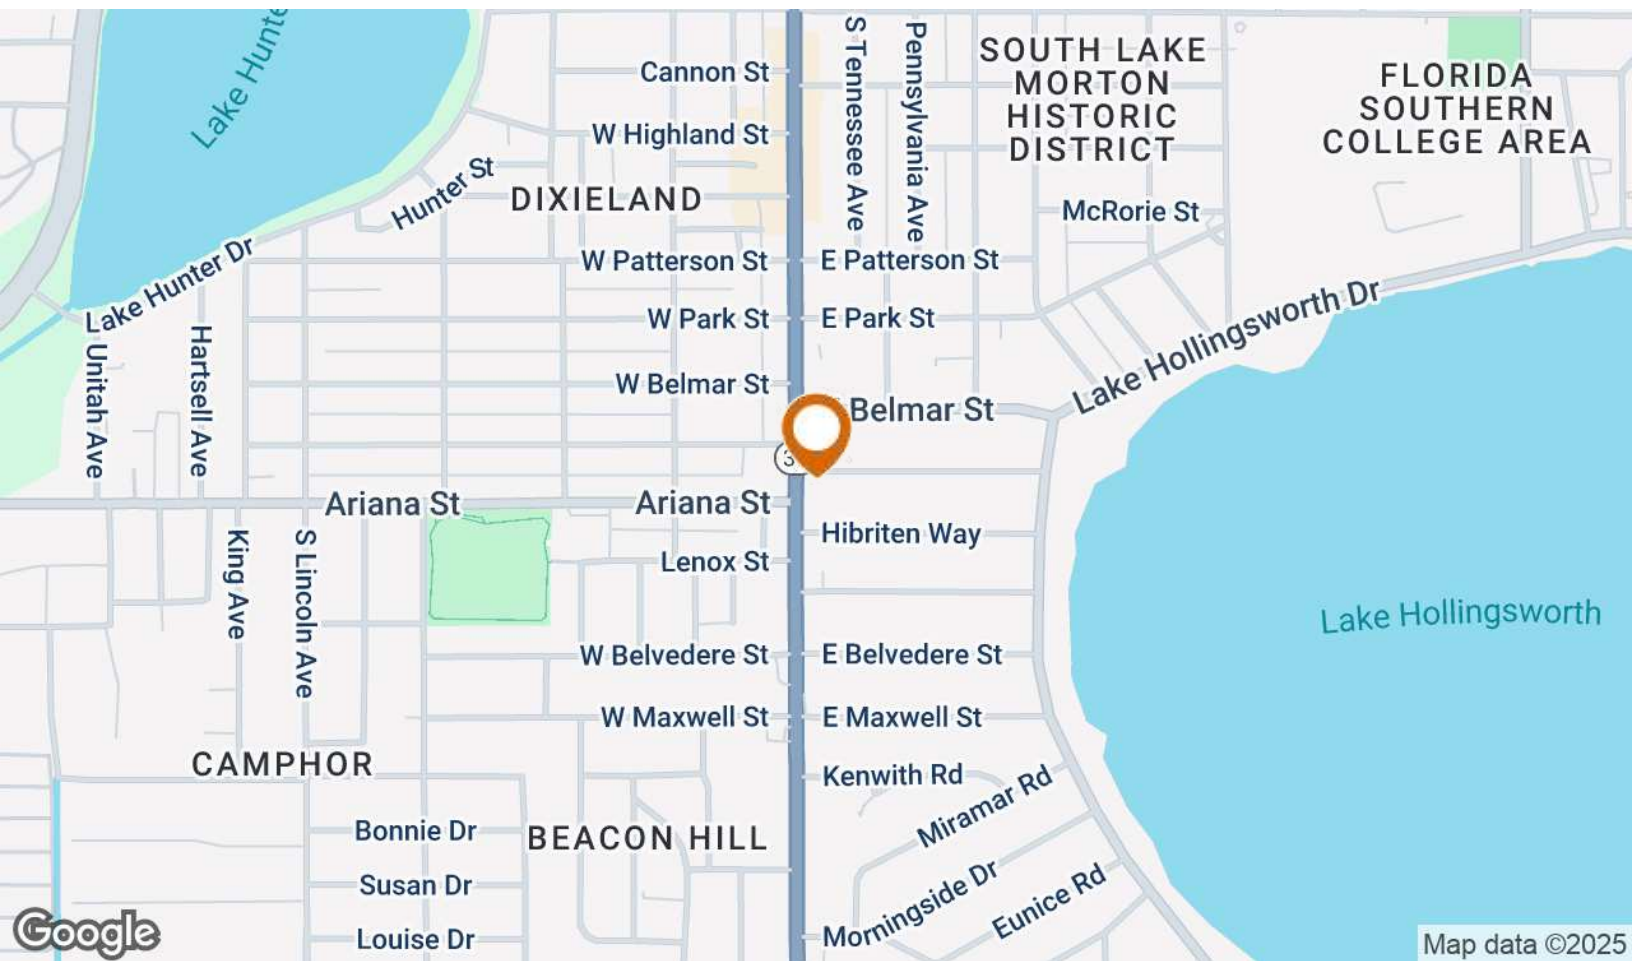 Lake Hunte
Cannon St
S Tennessee Ave
Pennsylvania Ave
SOUTH LAKE
MORTON
HISTORIC
DISTRICT
FLORIDA
SOUTHERN
COLLEGE AREA
W Highland St
Hunter St
DIXIELAND
McRorie St
Lake Hunter Dr
W Patterson St
E Patterson St
W Park St
E Park St
Lake Hollingsworth Dr
Unitah Ave
Hartsell Ave
W Belmar St
Belmar St
3
Ariana St
Ariana St
King Ave
S Lincoln Ave
Hibriten Way
Lenox St
Lake Hollingsworth
W Belvedere St
E Belvedere St
W Maxwell St
E Maxwell St
CAMPHOR
Kenwith Rd
Miramar Rd
Bonnie Dr
BEACON HILL
Susan Dr
Morningside Dr
Eunice Rd
Louise Dr
Google
Map data ©2025